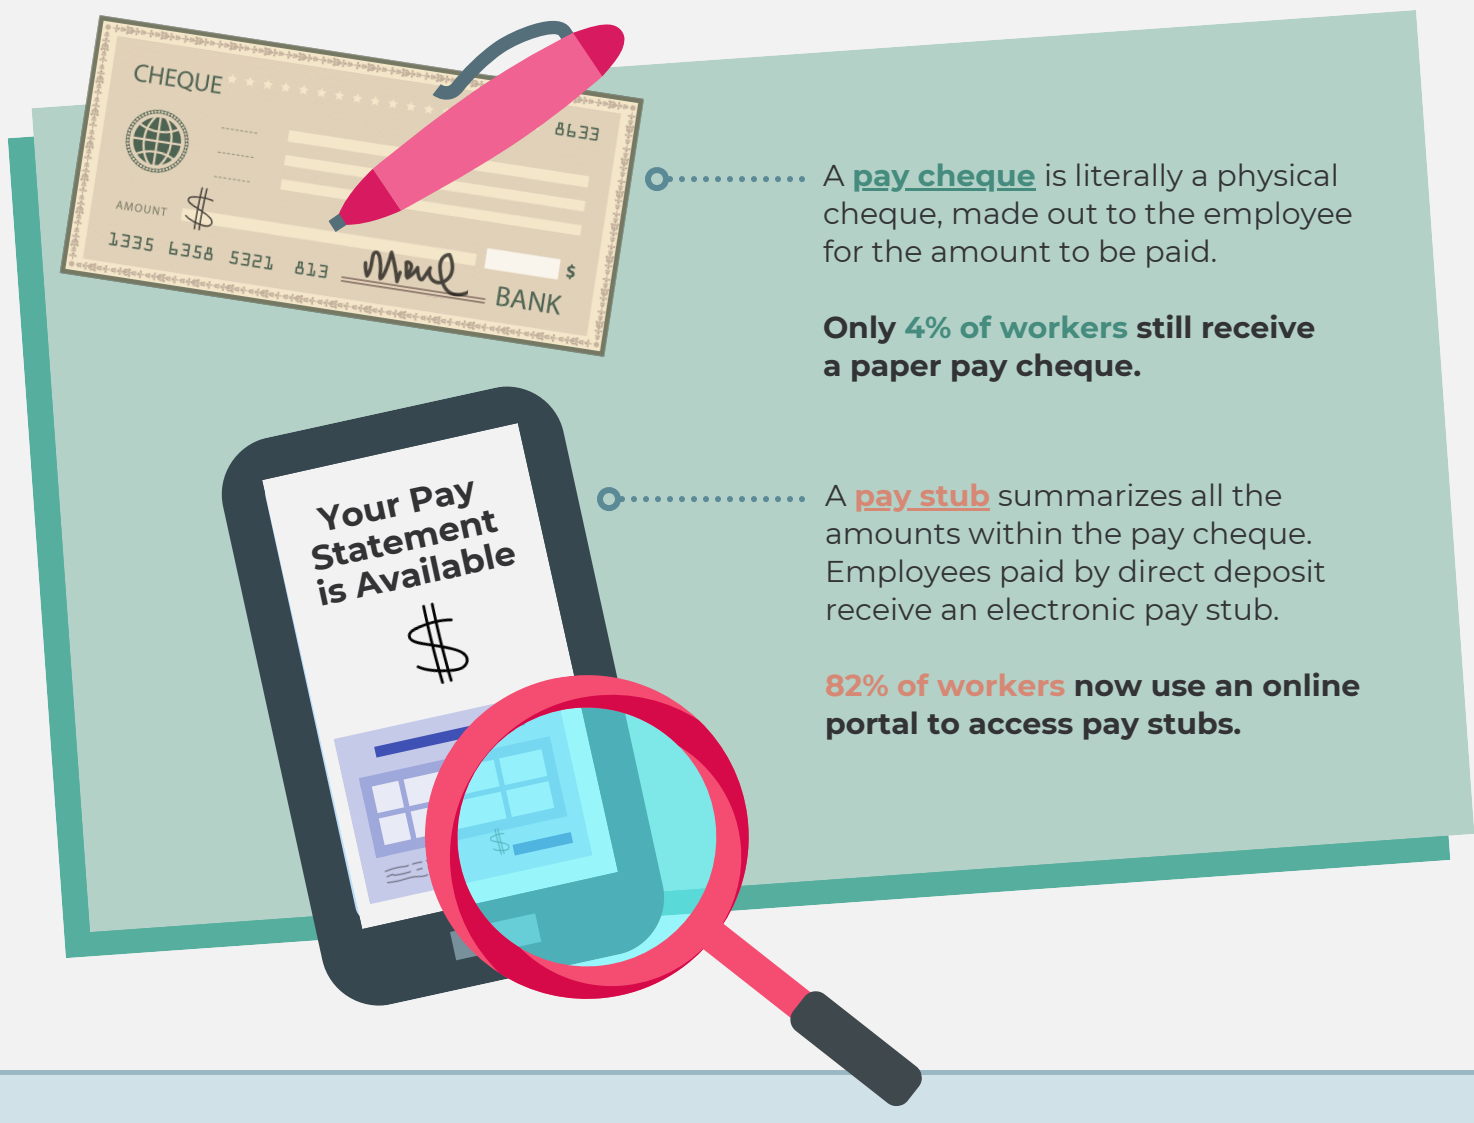 CHEQUE
8633
AMOUNT $
1335 6358 5321 813
$
BANK
A pay cheque is literally a physical
cheque, made out to the employee
for the amount to be paid.
Only 4% of workers still receive
a paper pay cheque.
Your Pay
Statement
is Available
$
$
A pay stub summarizes all the
amounts within the pay cheque.
Employees paid by direct deposit
receive an electronic pay stub.
82% of workers now use an online
portal to access pay stubs.